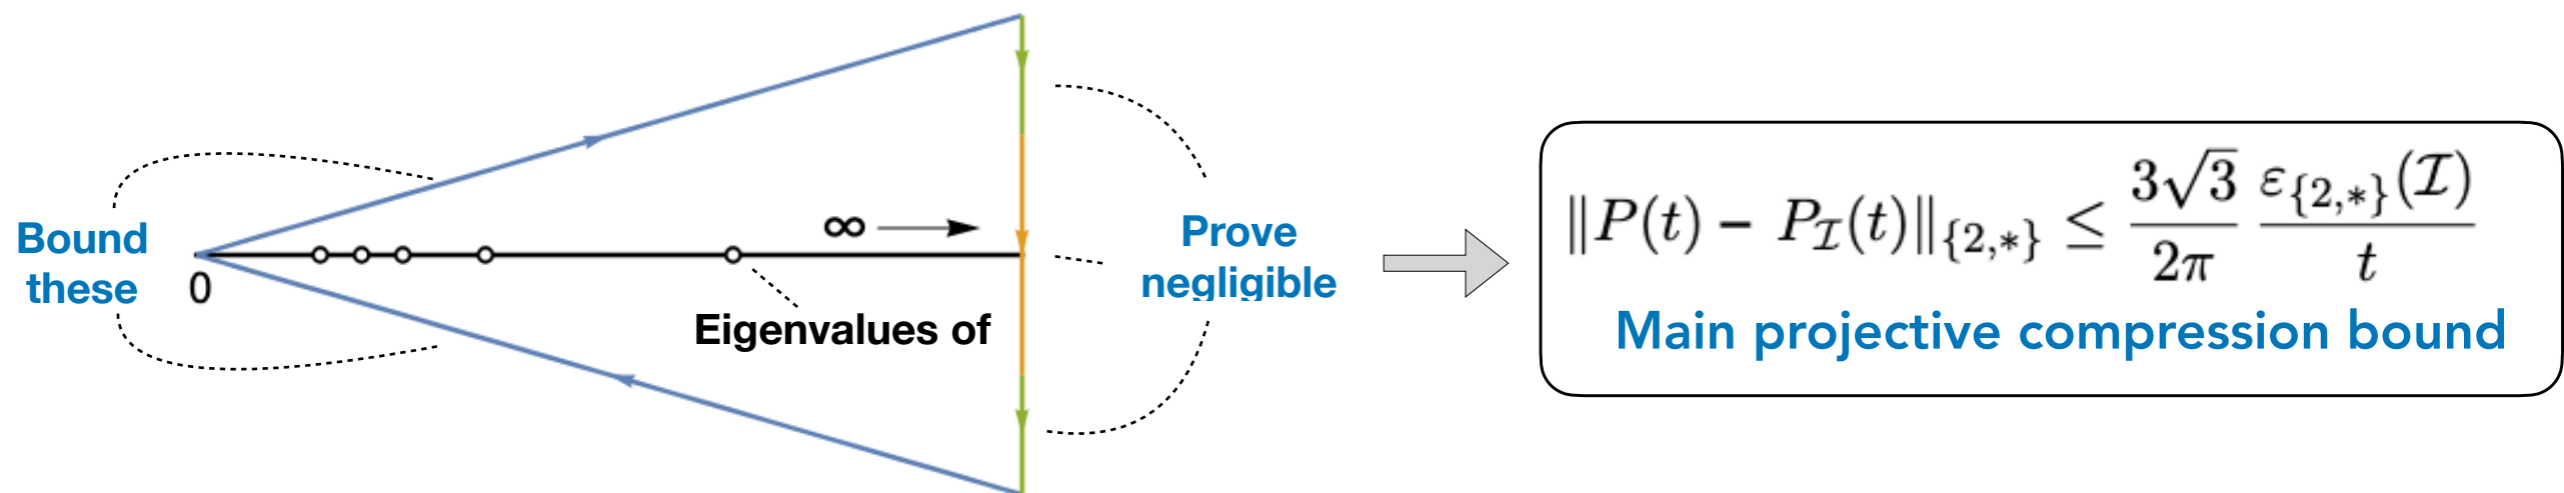 Bound
these
0
∞
Eigenvalues of
Prove
negligible
‖P(t) − P_ℐ(t)‖_{2,∗} ≤ 3√3/2π ε_{2,∗}(ℐ)/t
Main projective compression bound